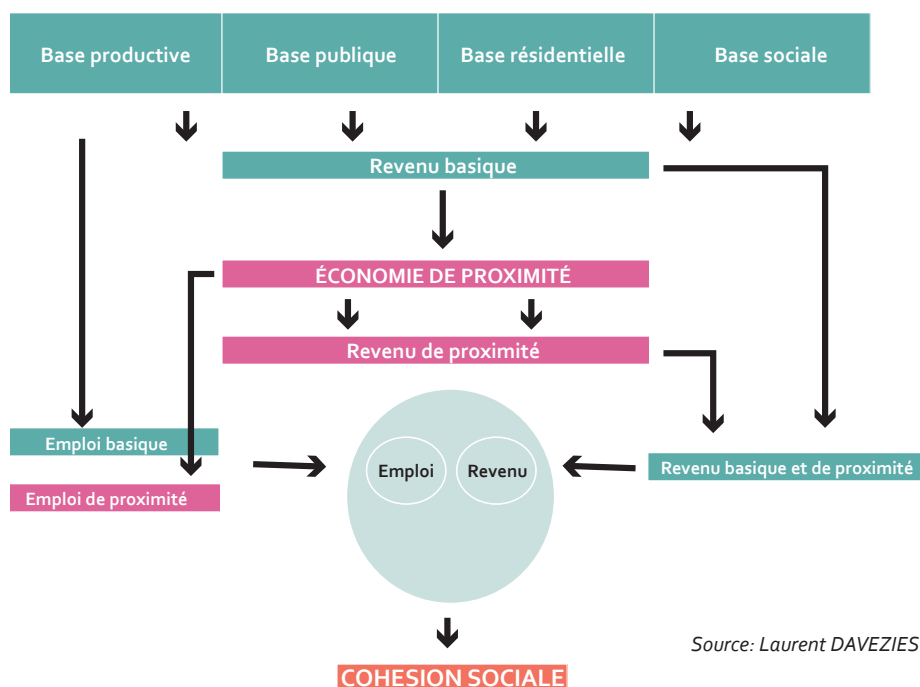 Base productive
Base publique
Base résidentielle
Base sociale
Revenu basique
ÉCONOMIE DE PROXIMITÉ
Revenu de proximité
Emploi basique
Emploi de proximité
Emploi
Revenu
Revenu basique et de proximité
Source: Laurent DAVEZIES
COHESION SOCIALE